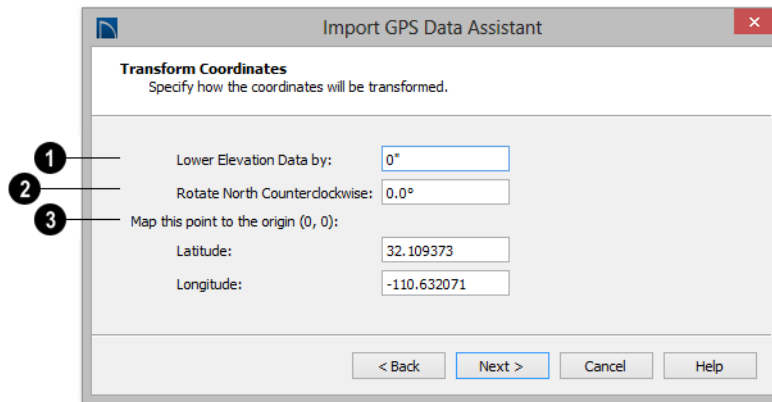 Import GPS Data Assistant
Transform Coordinates
Specify how the coordinates will be transformed.
1 Lower Elevation Data by: 0"
2 Rotate North Counterclockwise: 0.0°
3 Map this point to the origin (0, 0):
Latitude: 32.109373
Longitude: -110.632071
< Back Next > Cancel Help